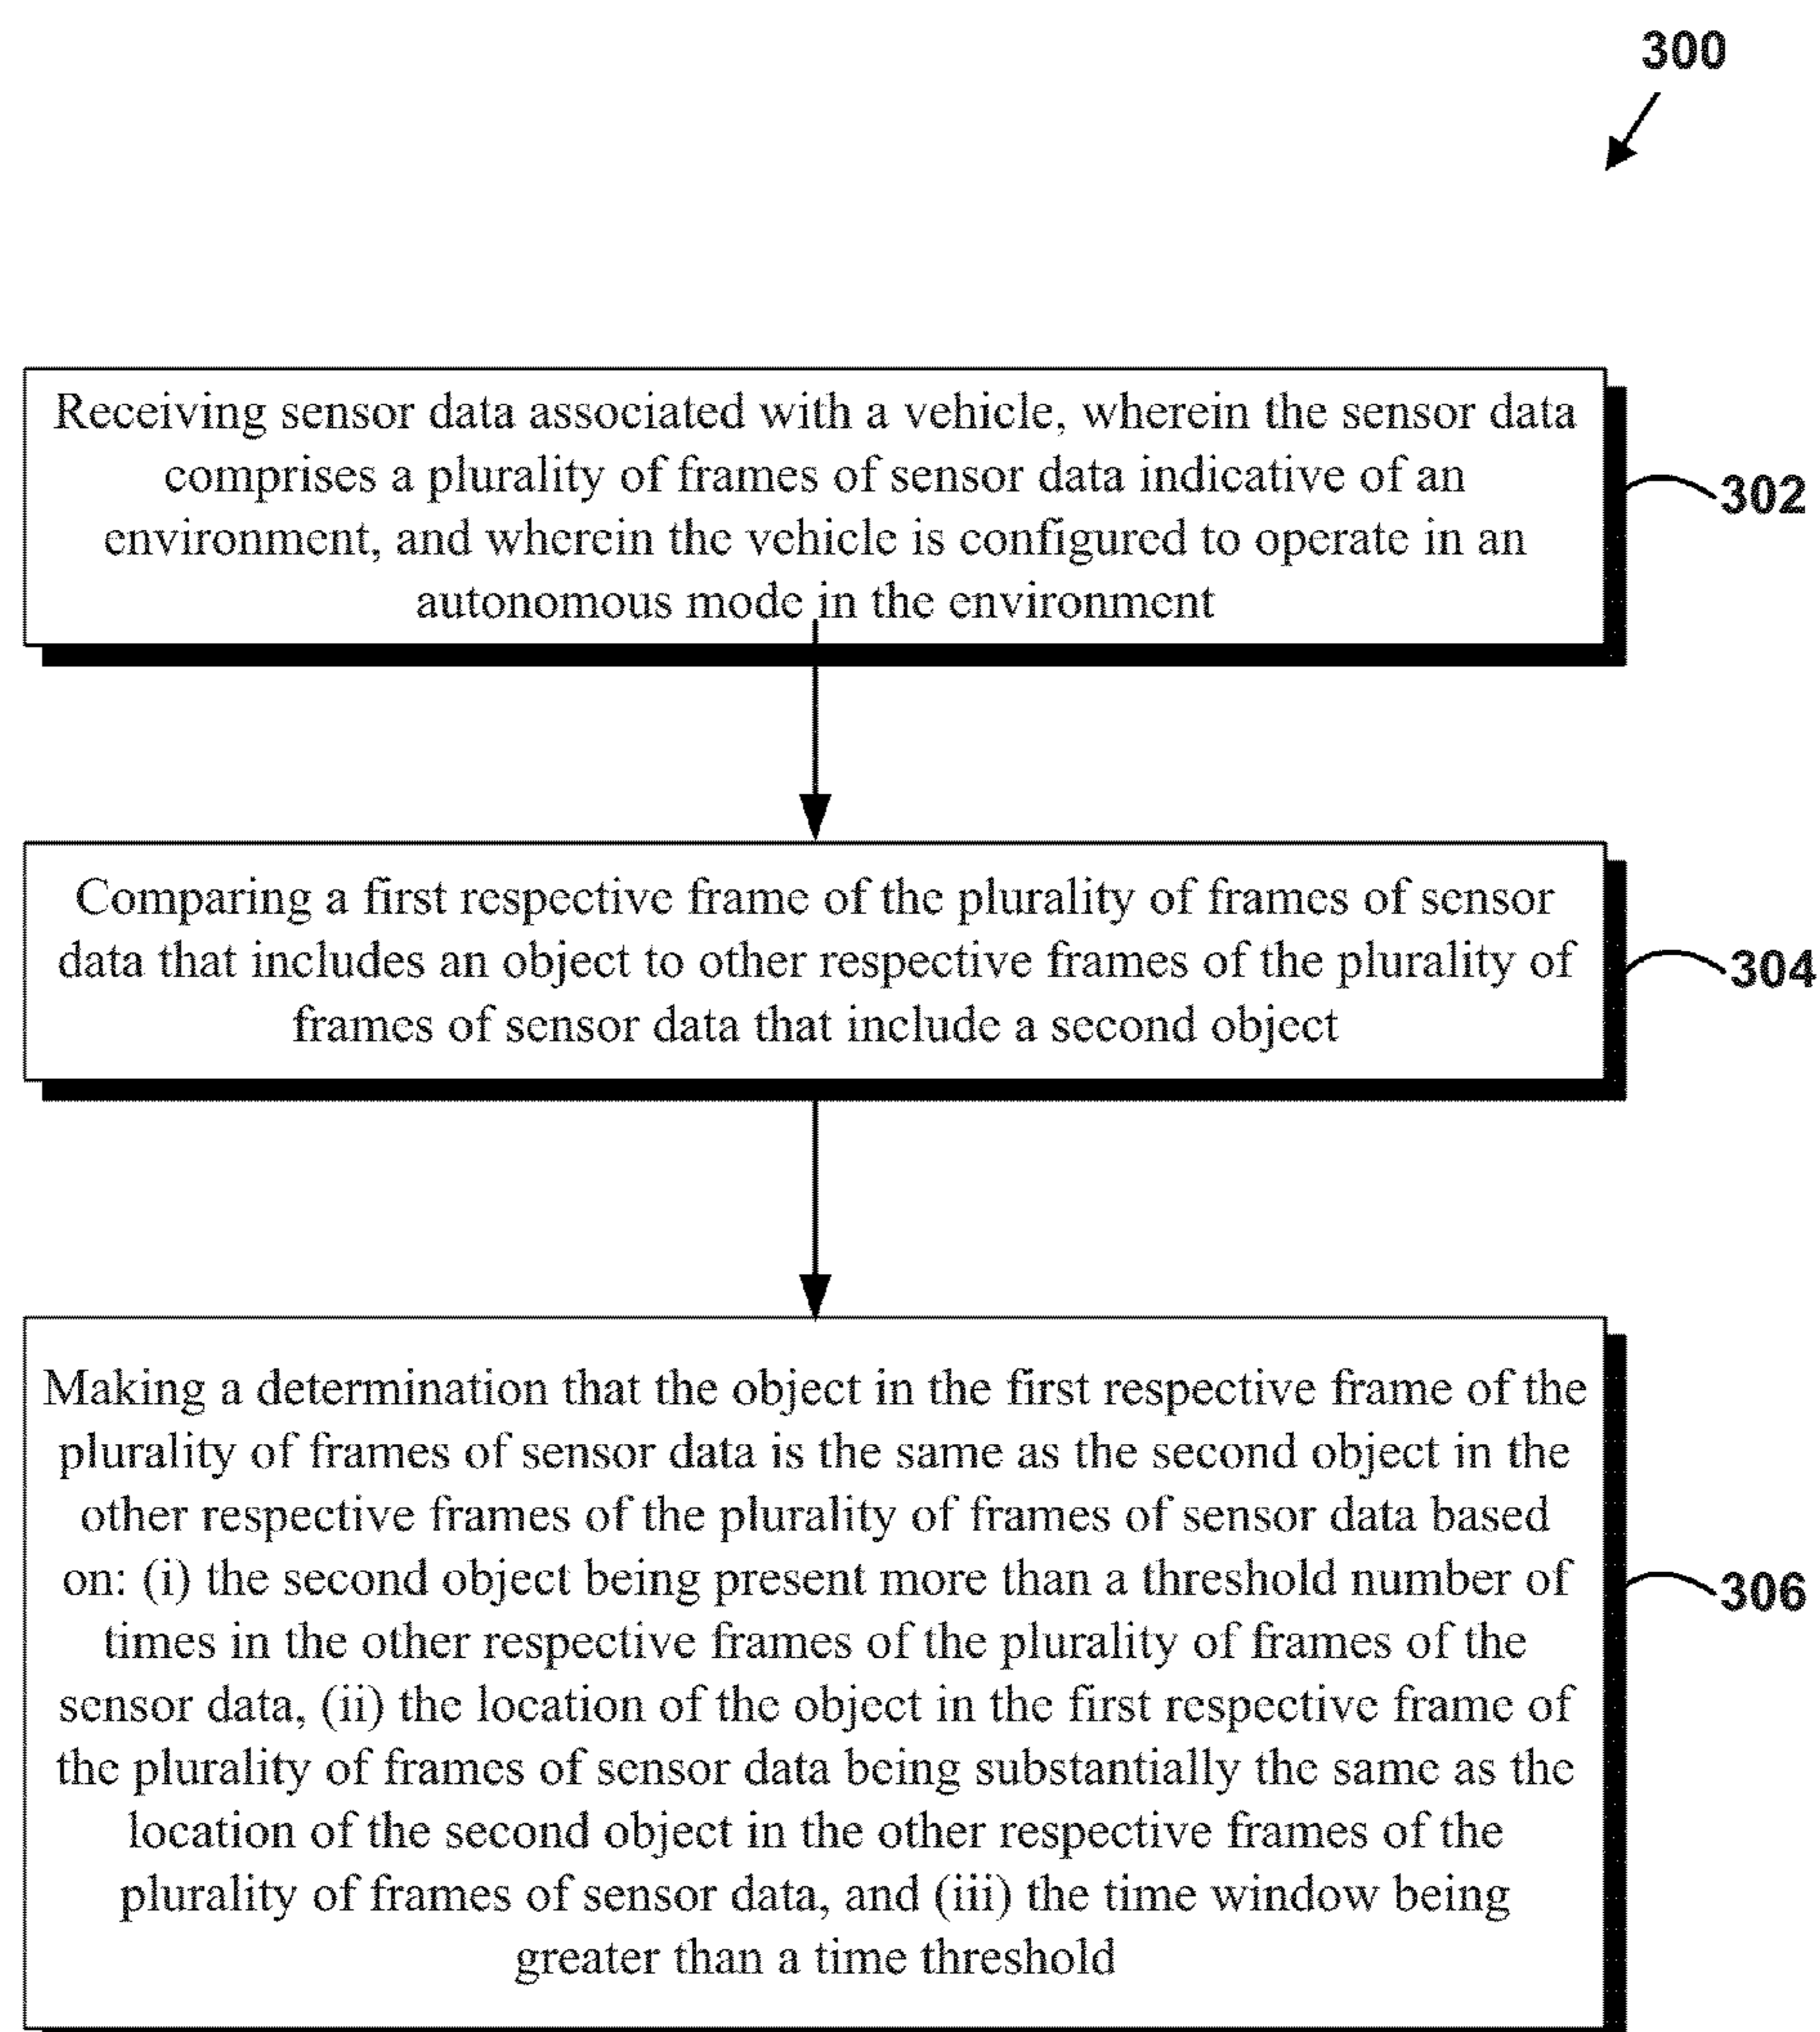 300
Receiving sensor data associated with a vehicle, wherein the sensor data
comprises a plurality of frames of sensor data indicative of an
environment, and wherein the vehicle is configured to operate in an
autonomous mode in the environment
302
Comparing a first respective frame of the plurality of frames of sensor
data that includes an object to other respective frames of the plurality of
frames of sensor data that include a second object
304
Making a determination that the object in the first respective frame of the
plurality of frames of sensor data is the same as the second object in the
other respective frames of the plurality of frames of sensor data based
on: (i) the second object being present more than a threshold number of
times in the other respective frames of the plurality of frames of the
sensor data, (ii) the location of the object in the first respective frame of
the plurality of frames of sensor data being substantially the same as the
location of the second object in the other respective frames of the
plurality of frames of sensor data, and (iii) the time window being
greater than a time threshold
306